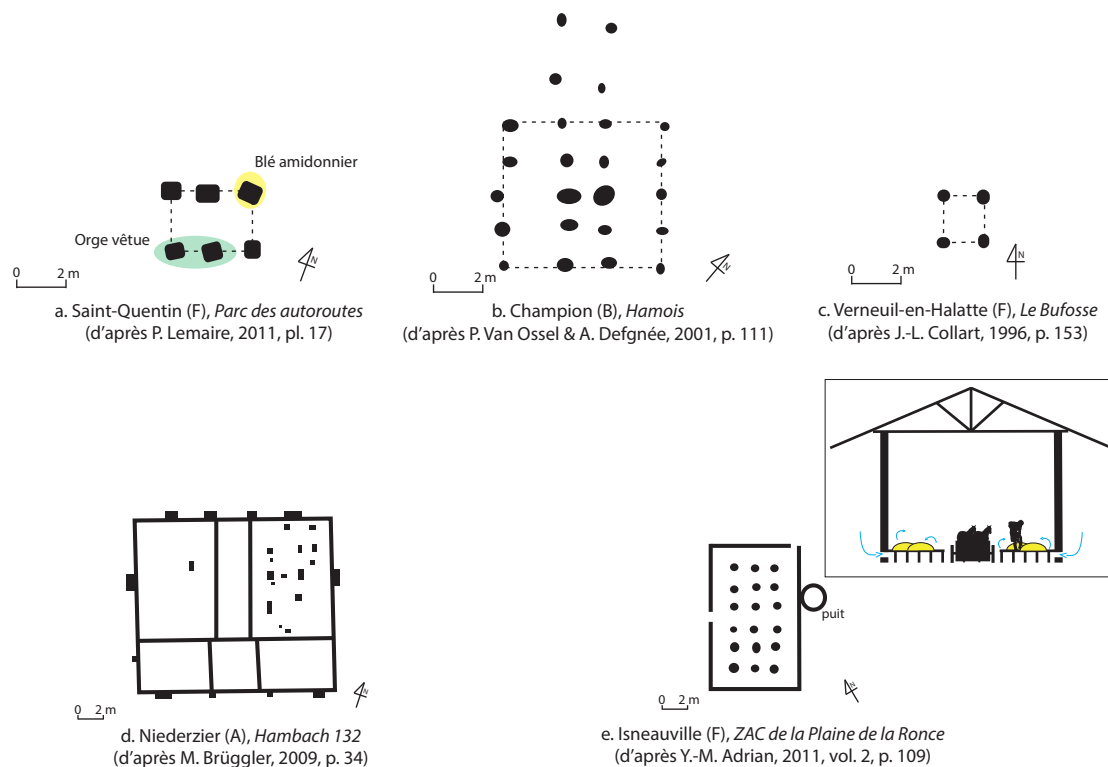 Blé amidonnier
Orge vêtue
N
0 2 m
a. Saint-Quentin (F), Parc des autoroutes
(d'après P. Lemaire, 2011, pl. 17)
N
0 2 m
b. Champion (B), Hamois
(d'après P. Van Ossel & A. Defgnée, 2001, p. 111)
N
0 2 m
c. Verneuil-en-Halatte (F), Le Bufosse
(d'après J.-L. Collart, 1996, p. 153)
N
0 2 m
d. Niederzier (A), Hambach 132
(d'après M. Brüggler, 2009, p. 34)
puit
N
0 2 m
e. Isneauville (F), ZAC de la Plaine de la Ronce
(d'après Y.-M. Adrian, 2011, vol. 2, p. 109)